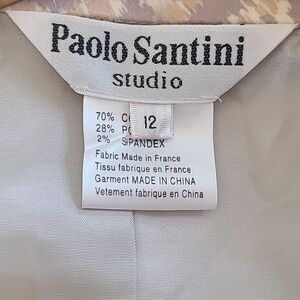 Paolo Santini
studio
12
70%
28%
2% SPANDEX
Fabric Made in France
Tissu fabrique en France
Garment MADE IN CHINA
Vetement fabrique en China